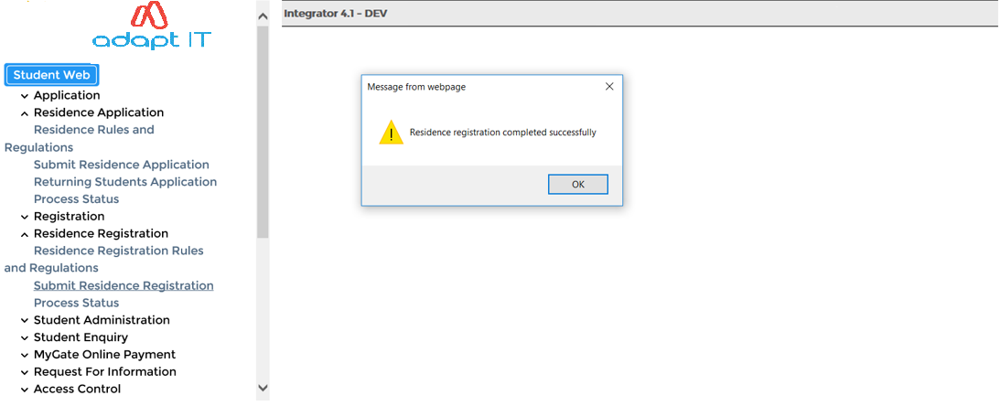 adapt IT
Student Web
Application
Residence Application
Residence Rules and
Regulations
Submit Residence Application
Returning Students Application
Process Status
Registration
Residence Registration
Residence Registration Rules
and Regulations
Submit Residence Registration
Process Status
Student Administration
Student Enquiry
MyGate Online Payment
Request For Information
Access Control
Integrator 4.1 - DEV
Message from webpage
Residence registration completed successfully
OK